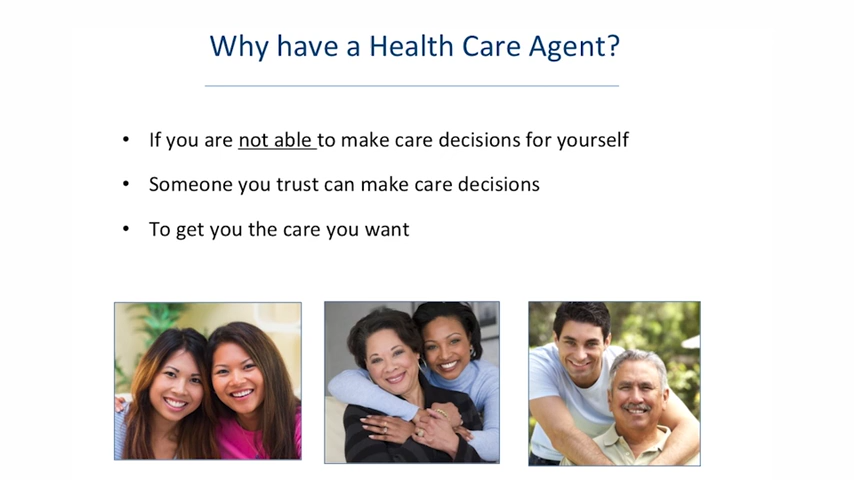 Why have a Health Care Agent?
• If you are not able to make care decisions for yourself
• Someone you trust can make care decisions
• To get you the care you want